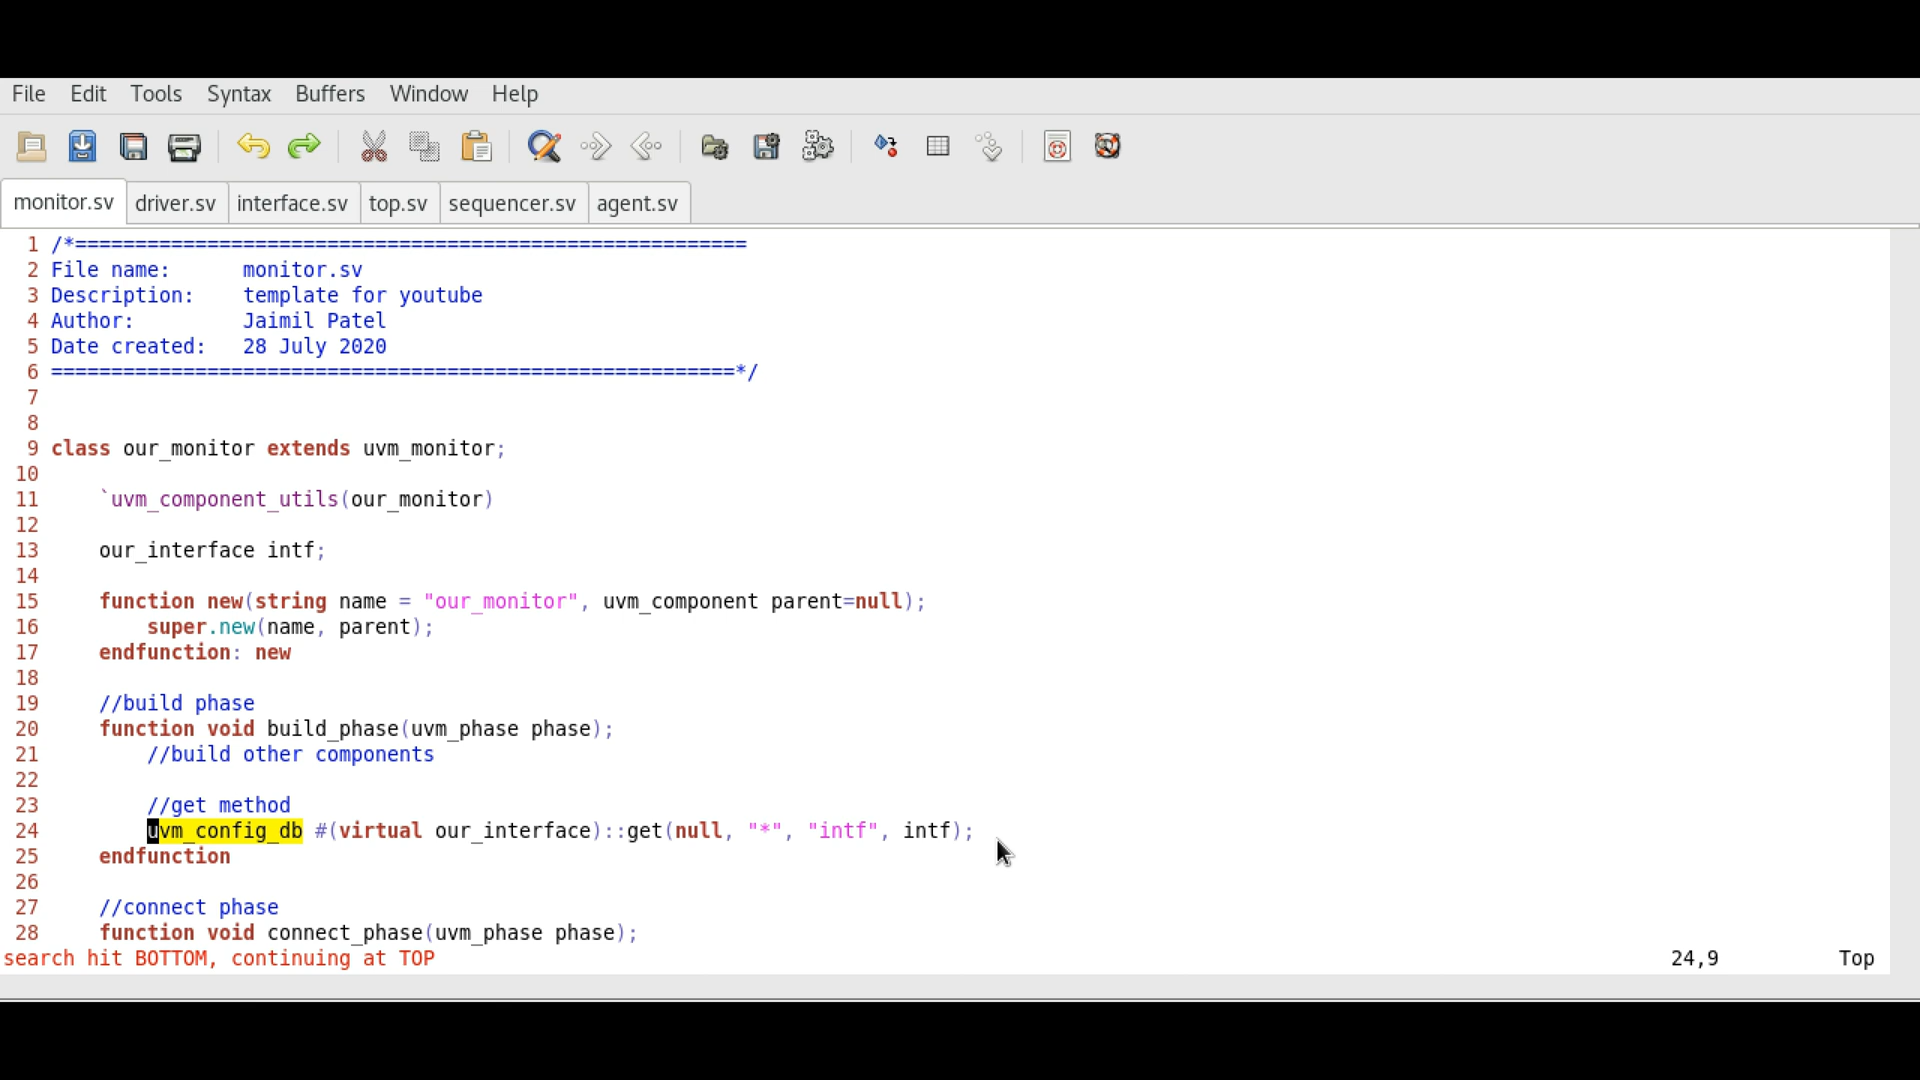 File Edit Tools Syntax Buffers Window Help
monitor.sv driver.sv interface.sv top.sv sequencer.sv agent.sv
1 /*========================================================
2 File name:      monitor.sv
3 Description:    template for youtube
4 Author:         Jaimil Patel
5 Date created:   28 July 2020
6 =========================================================*/
7
8
9 class our_monitor extends uvm_monitor;
10
11     `uvm_component_utils(our_monitor)
12
13     our_interface intf;
14
15     function new(string name = "our_monitor", uvm_component parent=null);
16         super.new(name, parent);
17     endfunction: new
18
19     //build phase
20     function void build_phase(uvm_phase phase);
21         //build other components
22
23         //get method
24         uvm_config_db #(virtual our_interface)::get(null, "*", "intf", intf);
25     endfunction
26
27     //connect phase
28     function void connect_phase(uvm_phase phase);
search hit BOTTOM, continuing at TOP 24,9 Top